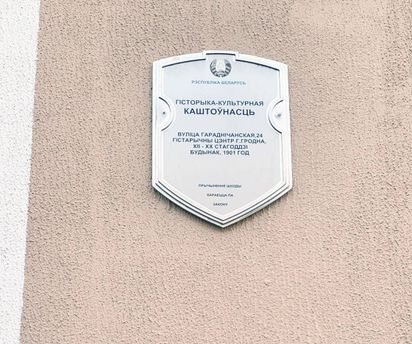 РЭСПУБЛІКА БЕЛАРУСЬ
ГІСТОРЫКА-КУЛЬТУРНАЯ
КАШТОЎНАСЦЬ
ВУЛІЦА ГАРАДНІЧАНСКАЯ,24
ГІСТАРЫЧНЫ ЦЭНТР Г.ГРОДНА,
XII - XX СТАГОДДЗІ
БУДЫНАК, 1901 ГОД
ПРЫЧЫНЕННЕ ШКОДЫ
КАРАЕЦЦА ПА
ЗАКОНУ